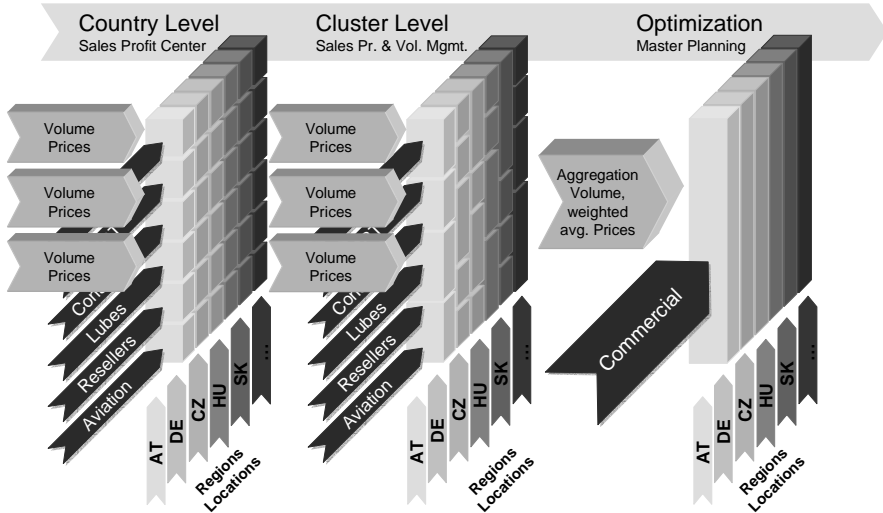 Country Level
Sales Profit Center
Cluster Level
Sales Pr. & Vol. Mgmt.
Optimization
Master Planning
Volume
Prices
Volume
Prices
Volume
Prices
Lubes
Resellers
Aviation
AT
DE
CZ
HU
SK
...
Regions
Locations
Volume
Prices
Volume
Prices
Volume
Prices
Lubes
Resellers
Aviation
AT
DE
CZ
HU
SK
...
Regions
Locations
Aggregation
Volume,
weighted
avg. Prices
Commercial
AT
DE
CZ
HU
SK
...
Regions
Locations